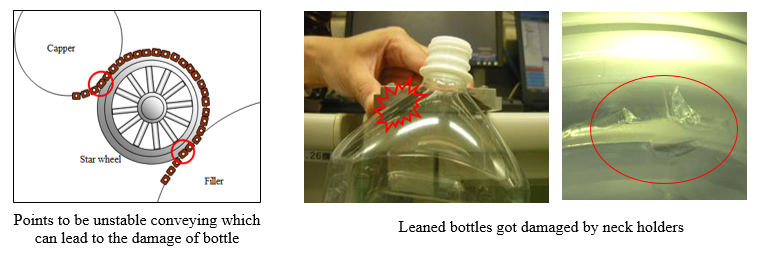 Capper
Star wheel
Filler
.26
Points to be unstable conveying which
can lead to the damage of bottle
Leaned bottles got damaged by neck holders